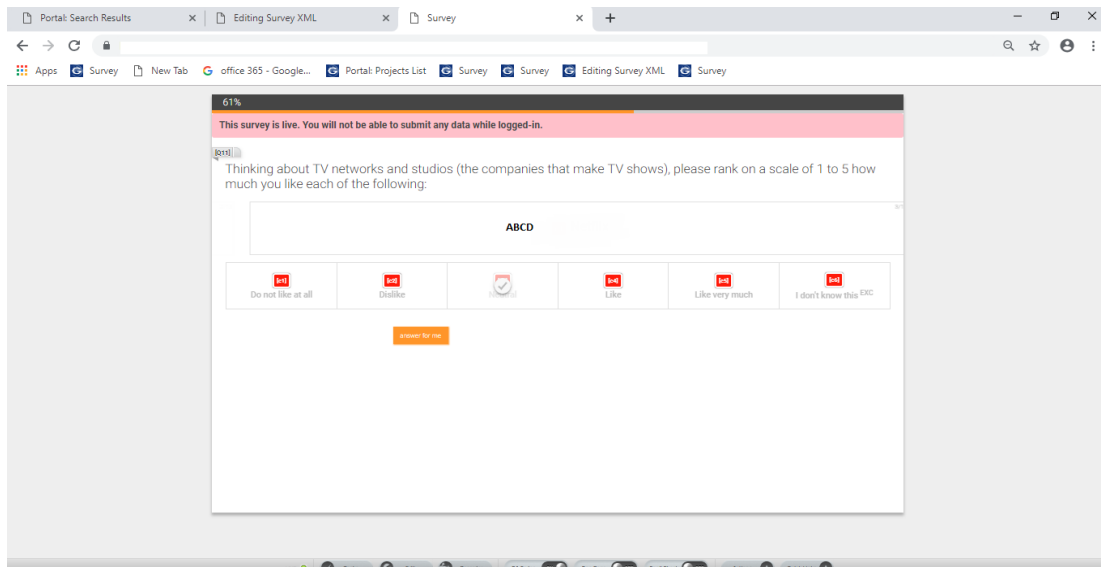 Portal: Search Results
Editing Survey XML
Survey
Apps Survey New Tab office 365 - Google... Portal: Projects List Survey Survey Editing Survey XML Survey
61%
This survey is live. You will not be able to submit any data while logged-in.
[Q11]
Thinking about TV networks and studios (the companies that make TV shows), please rank on a scale of 1 to 5 how
much you like each of the following:
ABCD
[c1] [c2] [c4] [c5] [c6]
Do not like at all Dislike Like Like very much I don't know this EXC
answer for me